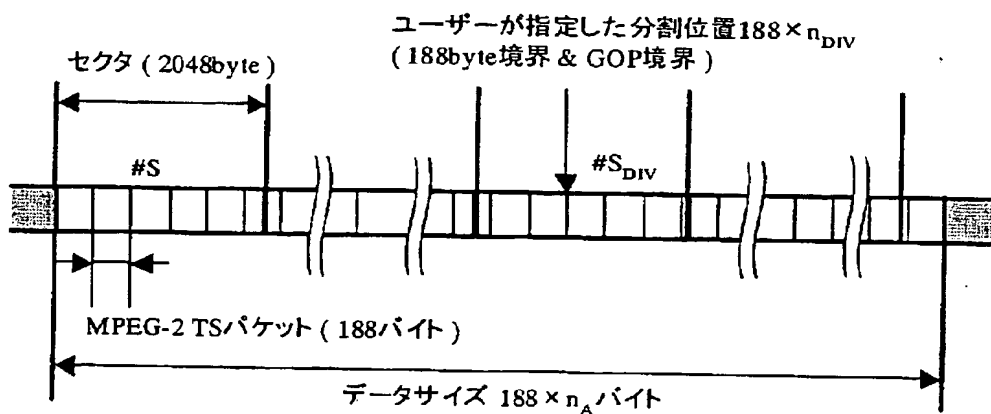 ユーザーが指定した分割位置188×nDIV
(188byte境界 & GOP境界)
セクタ (2048byte)
#S
#SDIV
MPEG-2 TSパケット (188バイト)
データサイズ 188×nAバイト